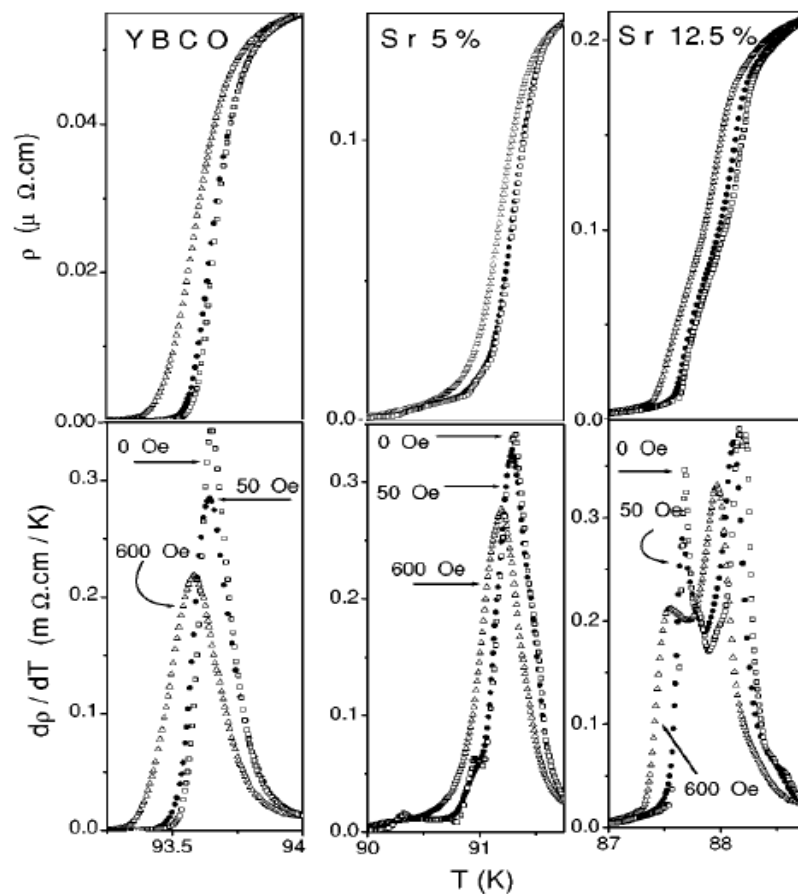 YBCO
Sr 5 %
Sr 12.5 %
ρ (μ Ω.cm)
0.04
0.02
0.00
0.1
0.0
0.2
0.1
0.0
dρ / dT (m Ω.cm / K)
0.3
0.2
0.1
0.0
0 Oe
50 Oe
600 Oe
93.5
94
0.3
0.2
0.1
0.0
0 Oe
50 Oe
600 Oe
90
91
0.3
0.2
0.1
0.0
0 Oe
50 Oe
600 Oe
87
88
T (K)